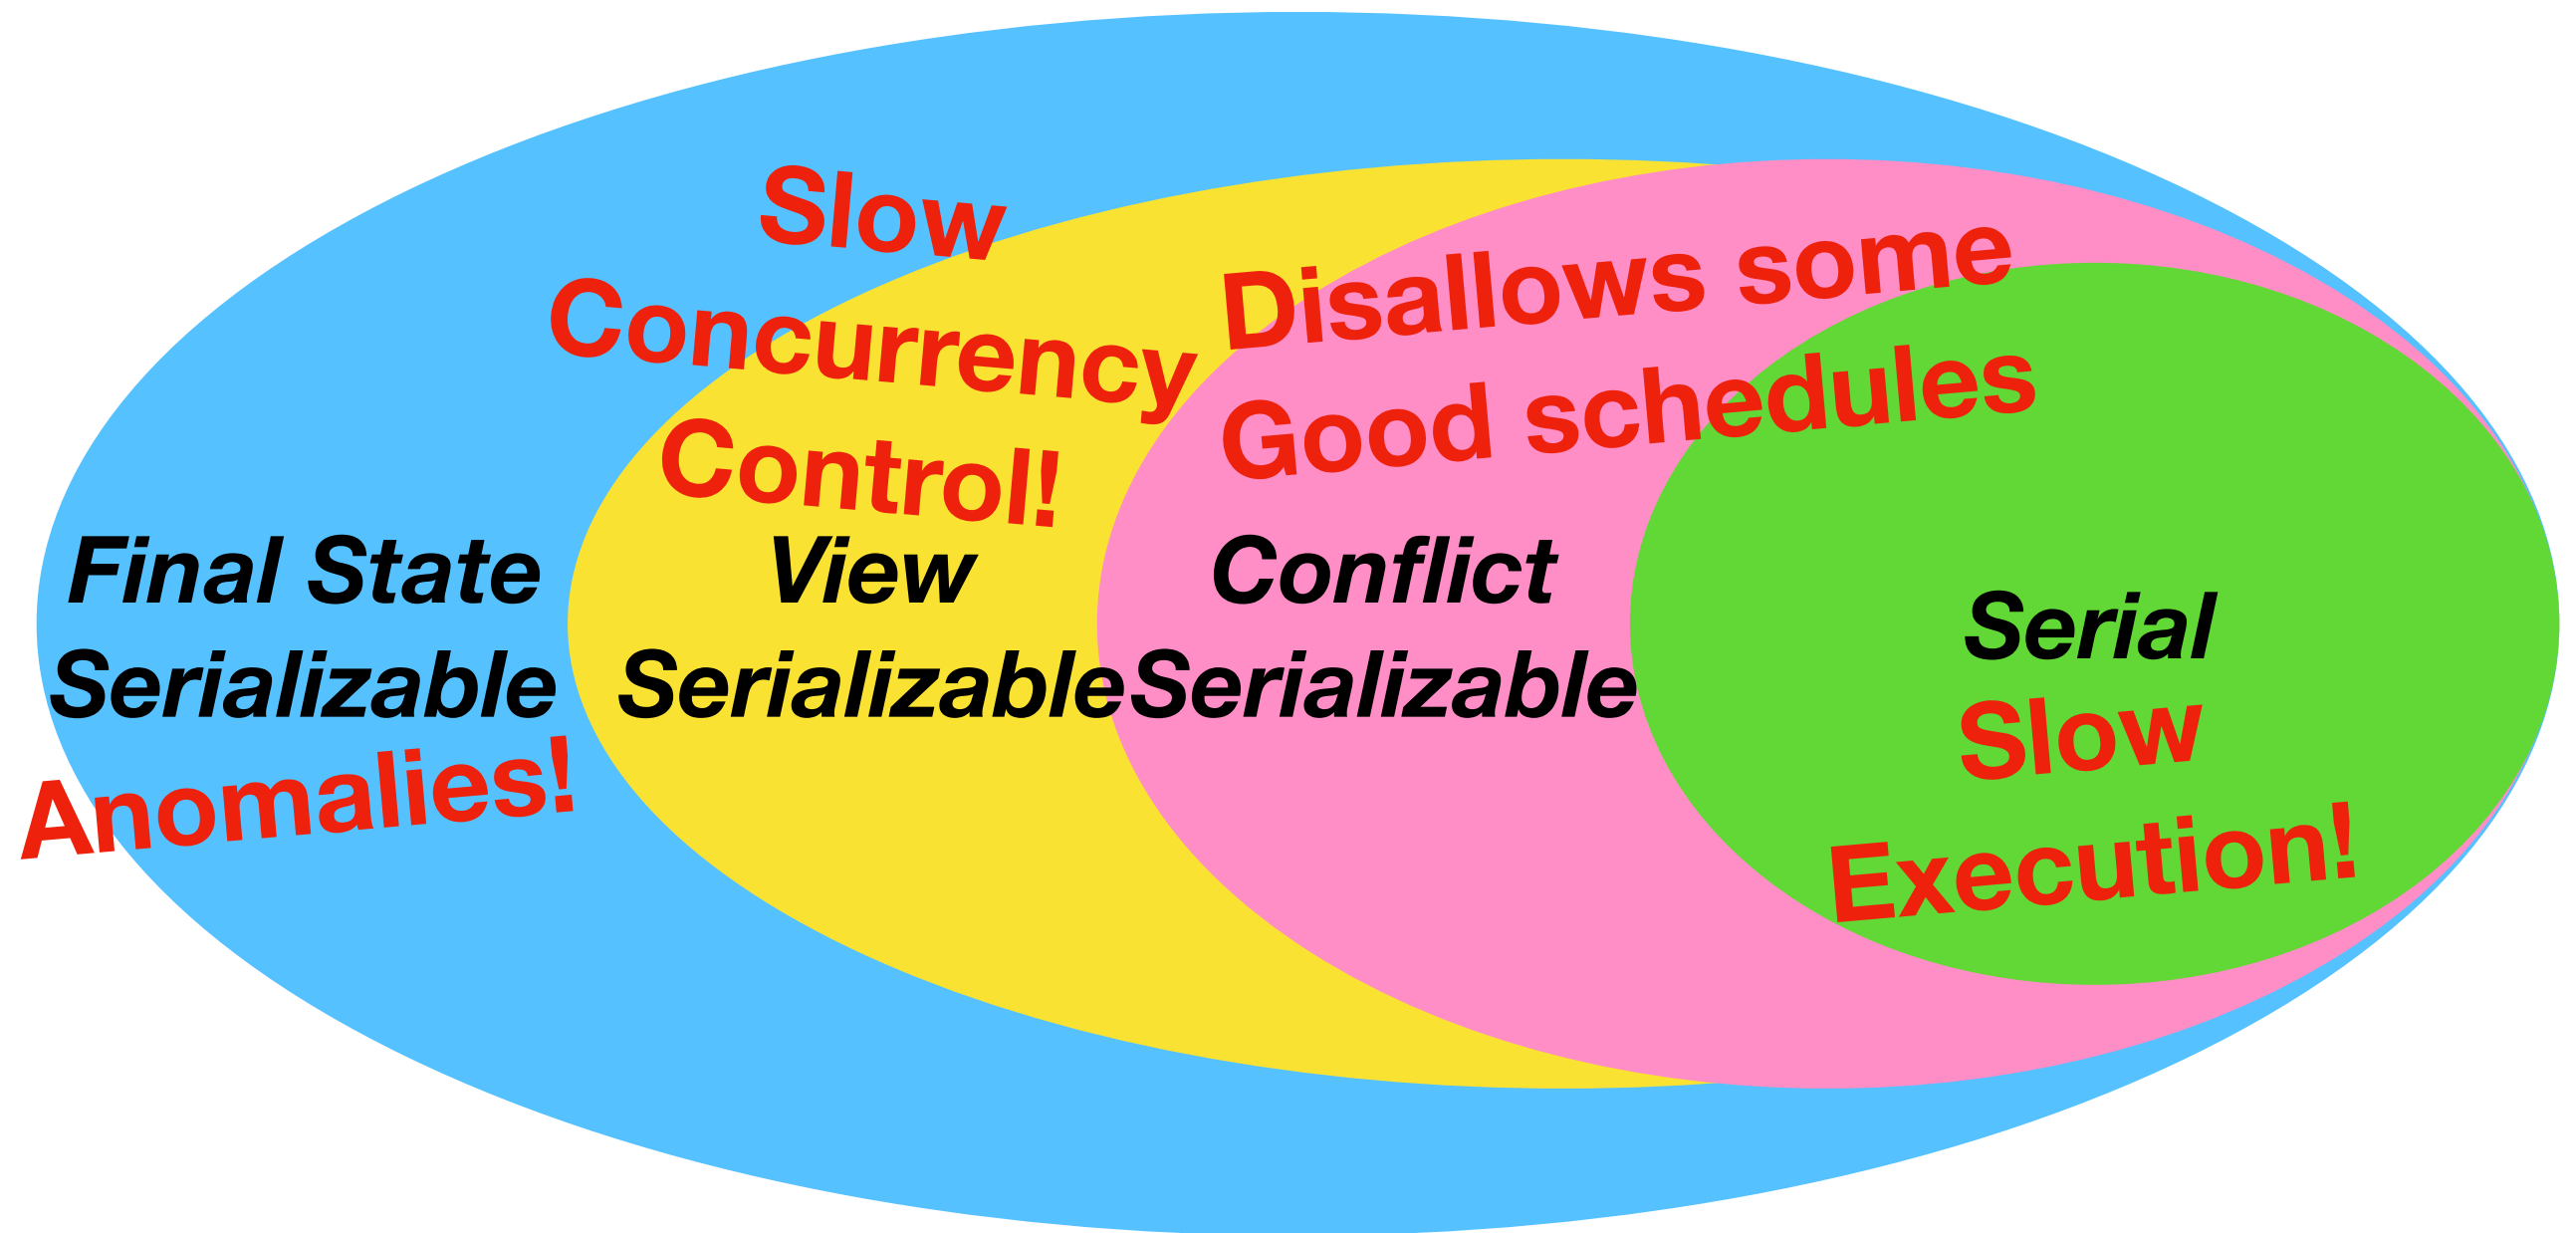 Slow
Concurrency
Control!
Disallows some
Good schedules
Final State
Serializable
Anomalies!
View
Serializable
Conflict
Serializable
Serial
Slow
Execution!